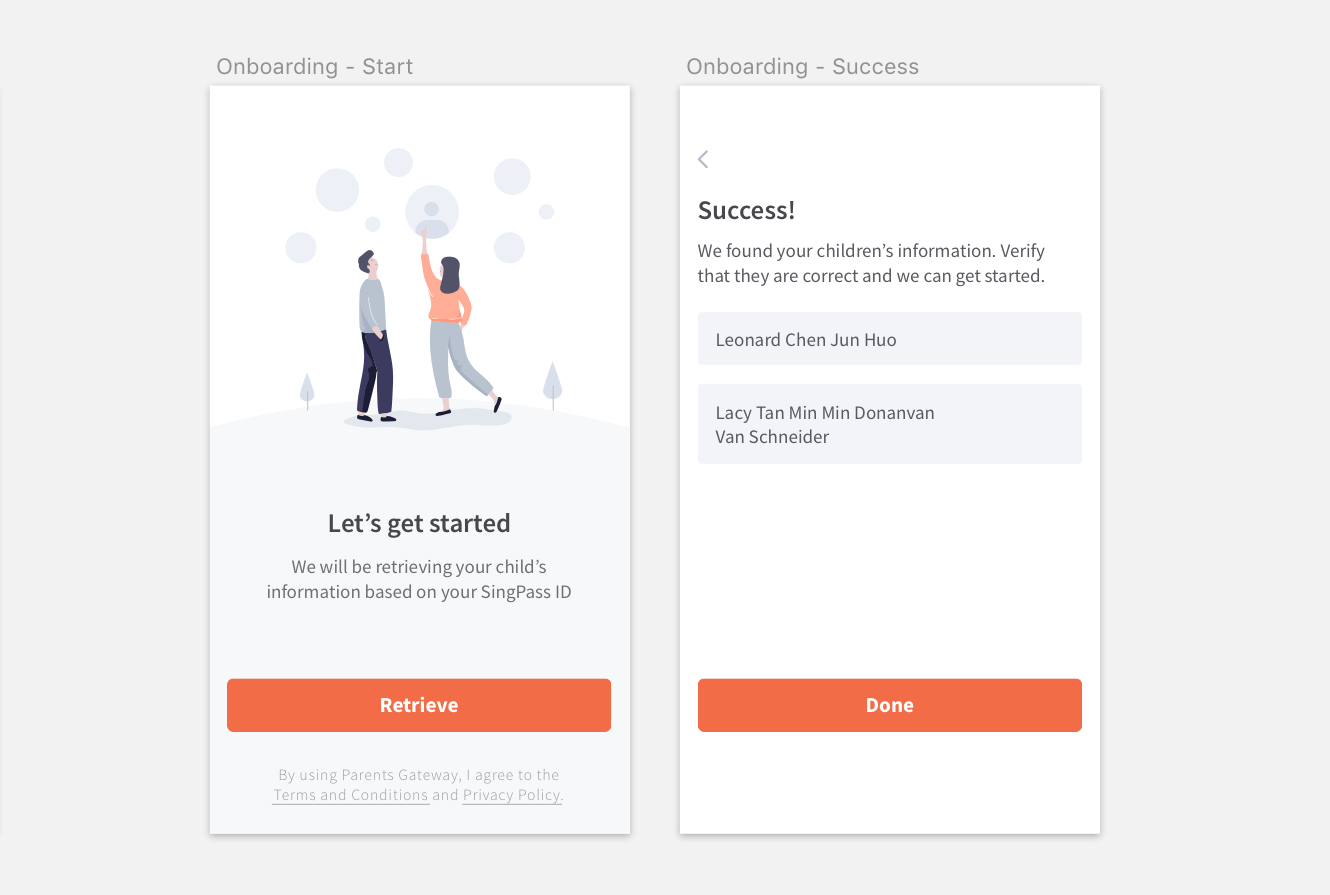 Onboarding - Start
Let’s get started
We will be retrieving your child’s
information based on your SingPass ID
Retrieve
By using Parents Gateway, I agree to the
Terms and Conditions and Privacy Policy.
Onboarding - Success
Success!
We found your children’s information. Verify
that they are correct and we can get started.
Leonard Chen Jun Huo
Lacy Tan Min Min Donanvan
Van Schneider
Done